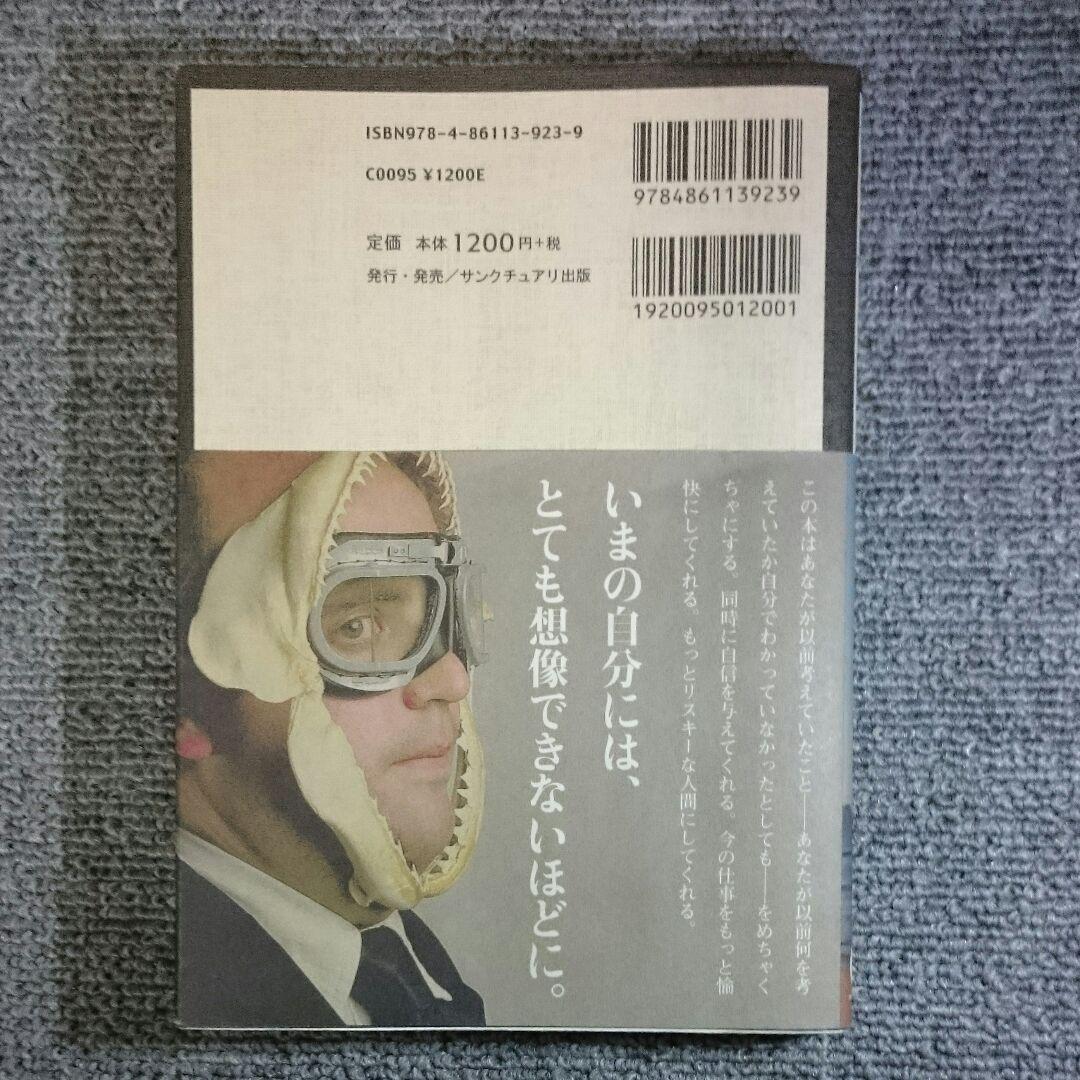 ISBN978-4-86113-923-9
C0095 ¥1200E
定価 本体1200円+税
発行・発売/サンクチュアリ出版
9784861139239
1920095012001
この本はあなたが以前考えていたこと――あなたが以前何を考
えていたか自分でわかっていなかったとしても――をめちゃく
ちゃにする。同時に自信を与えてくれる。今の仕事をもっと愉
快にしてくれる。もっとリスキーな人間にしてくれる。
いまの自分には、
とても想像できないほどに。